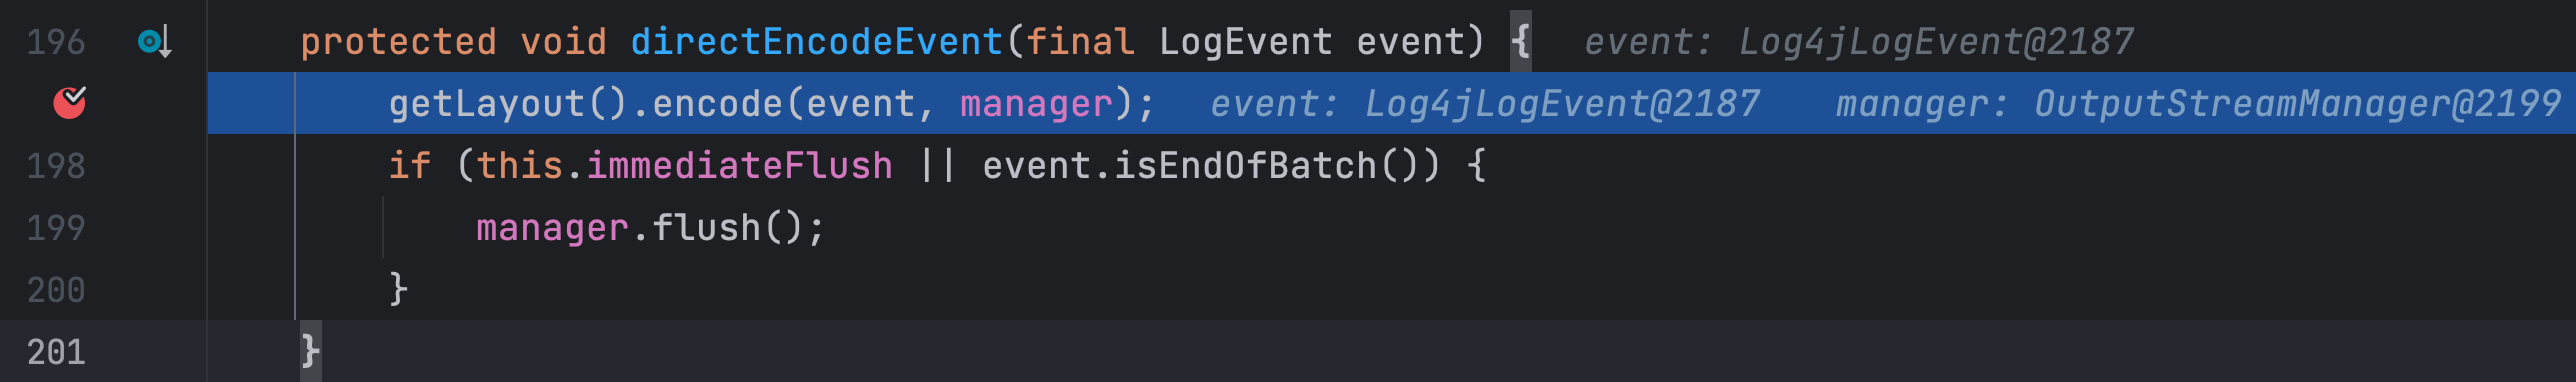 196 protected void directEncodeEvent(final LogEvent event) { event: Log4jLogEvent@2187
getLayout().encode(event, manager); event: Log4jLogEvent@2187 manager: OutputStreamManager@2199
198 if (this.immediateFlush || event.isEndOfBatch()) {
199 manager.flush();
200 }
201 }